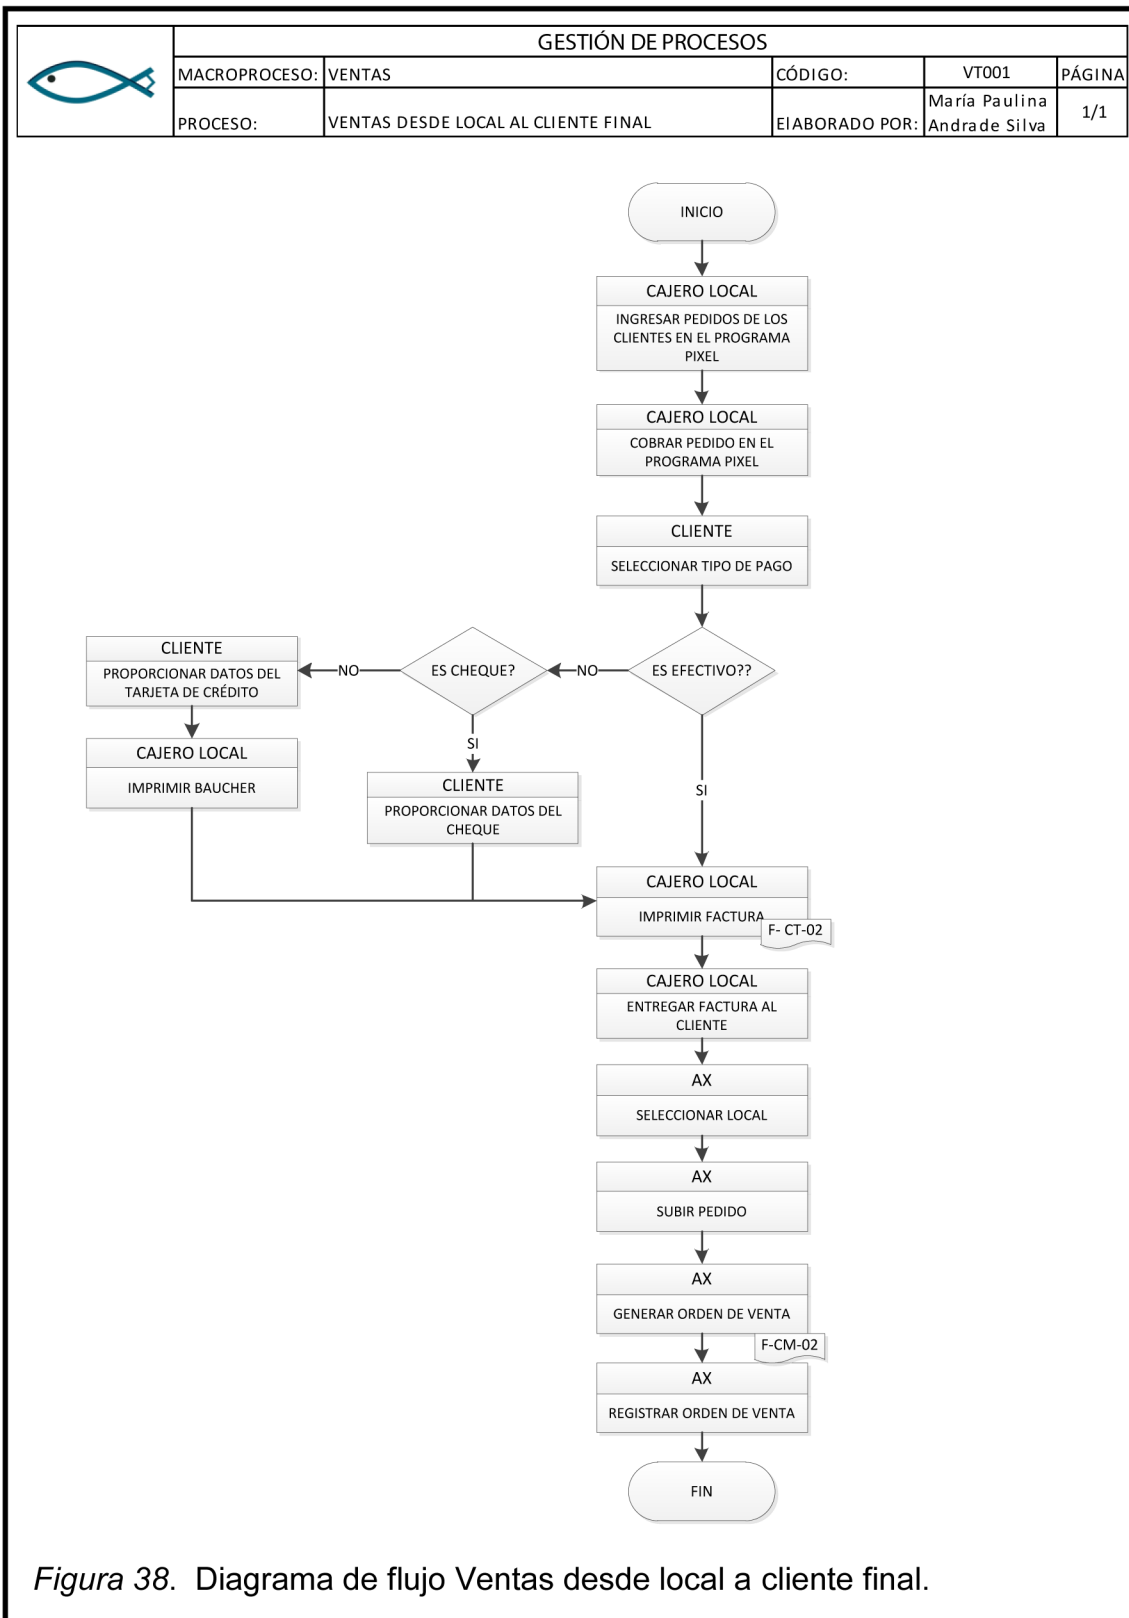 GESTIÓN DE PROCESOS
MACROPROCESO: VENTAS CÓDIGO: VT001 PÁGINA
PROCESO: VENTAS DESDE LOCAL AL CLIENTE FINAL ElABORADO POR: María Paulina Andrade Silva 1/1
INICIO
CAJERO LOCAL
INGRESAR PEDIDOS DE LOS
CLIENTES EN EL PROGRAMA
PIXEL
CAJERO LOCAL
COBRAR PEDIDO EN EL
PROGRAMA PIXEL
CLIENTE
SELECCIONAR TIPO DE PAGO
ES EFECTIVO??
NO
ES CHEQUE?
NO
CLIENTE
PROPORCIONAR DATOS DEL
TARJETA DE CRÉDITO
CAJERO LOCAL
IMPRIMIR BAUCHER
SI
CLIENTE
PROPORCIONAR DATOS DEL
CHEQUE
SI
CAJERO LOCAL
IMPRIMIR FACTURA
F- CT-02
CAJERO LOCAL
ENTREGAR FACTURA AL
CLIENTE
AX
SELECCIONAR LOCAL
AX
SUBIR PEDIDO
AX
GENERAR ORDEN DE VENTA
F-CM-02
AX
REGISTRAR ORDEN DE VENTA
FIN
Figura 38. Diagrama de flujo Ventas desde local a cliente final.